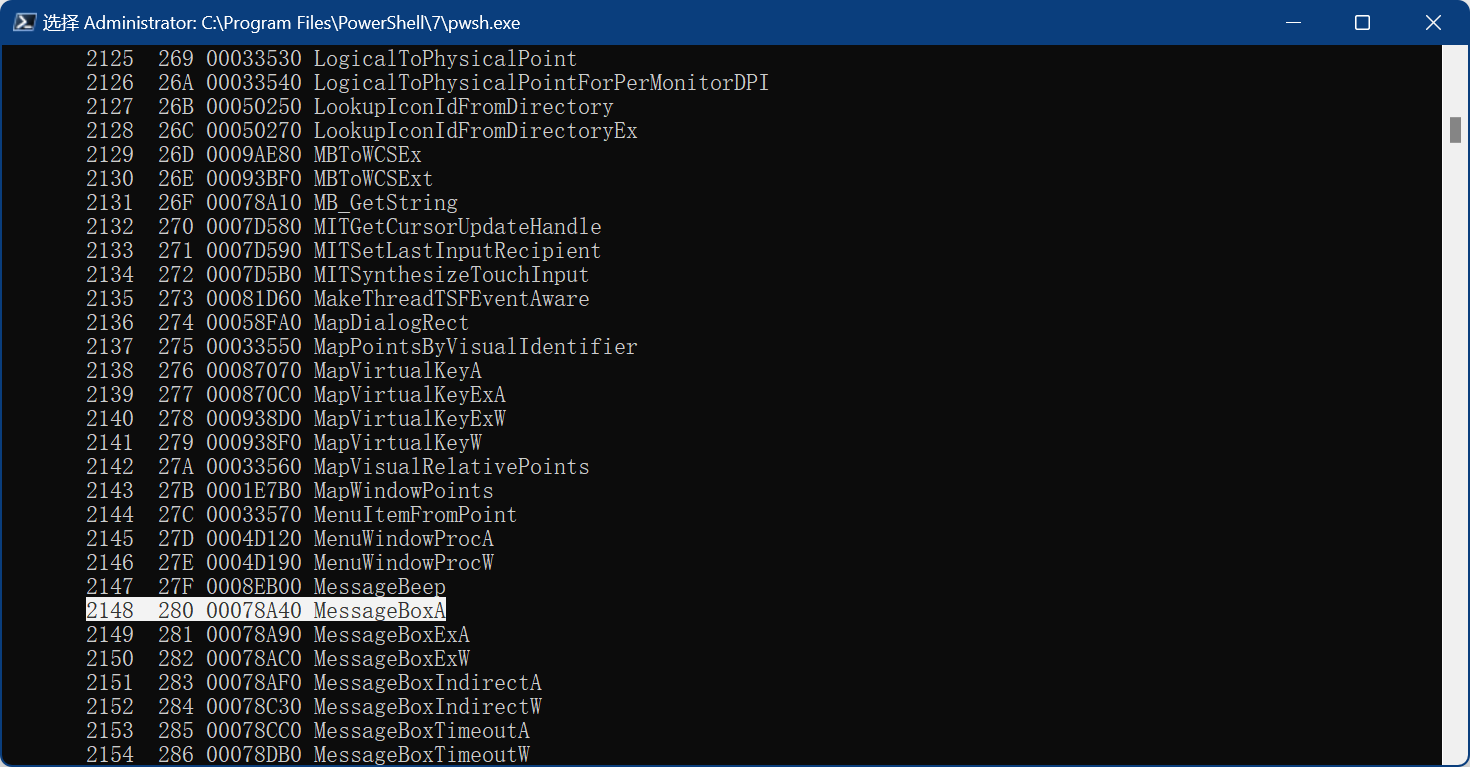 选择 Administrator: C:\Program Files\PowerShell\7\pwsh.exe
2125 269 00033530 LogicalToPhysicalPoint
2126 26A 00033540 LogicalToPhysicalPointForPerMonitorDPI
2127 26B 00050250 LookupIconIdFromDirectory
2128 26C 00050270 LookupIconIdFromDirectoryEx
2129 26D 0009AE80 MBToWCSEx
2130 26E 00093BF0 MBToWCSExt
2131 26F 00078A10 MB_GetString
2132 270 0007D580 MITGetCursorUpdateHandle
2133 271 0007D590 MITSetLastInputRecipient
2134 272 0007D5B0 MITSynthesizeTouchInput
2135 273 00081D60 MakeThreadTSFEventAware
2136 274 00058FA0 MapDialogRect
2137 275 00033550 MapPointsByVisualIdentifier
2138 276 00087070 MapVirtualKeyA
2139 277 000870C0 MapVirtualKeyExA
2140 278 000938D0 MapVirtualKeyExW
2141 279 000938F0 MapVirtualKeyW
2142 27A 00033560 MapVisualRelativePoints
2143 27B 0001E7B0 MapWindowPoints
2144 27C 00033570 MenuItemFromPoint
2145 27D 0004D120 MenuWindowProcA
2146 27E 0004D190 MenuWindowProcW
2147 27F 0008EB00 MessageBeep
2148 280 00078A40 MessageBoxA
2149 281 00078A90 MessageBoxExA
2150 282 00078AC0 MessageBoxExW
2151 283 00078AF0 MessageBoxIndirectA
2152 284 00078C30 MessageBoxIndirectW
2153 285 00078CC0 MessageBoxTimeoutA
2154 286 00078DB0 MessageBoxTimeoutW